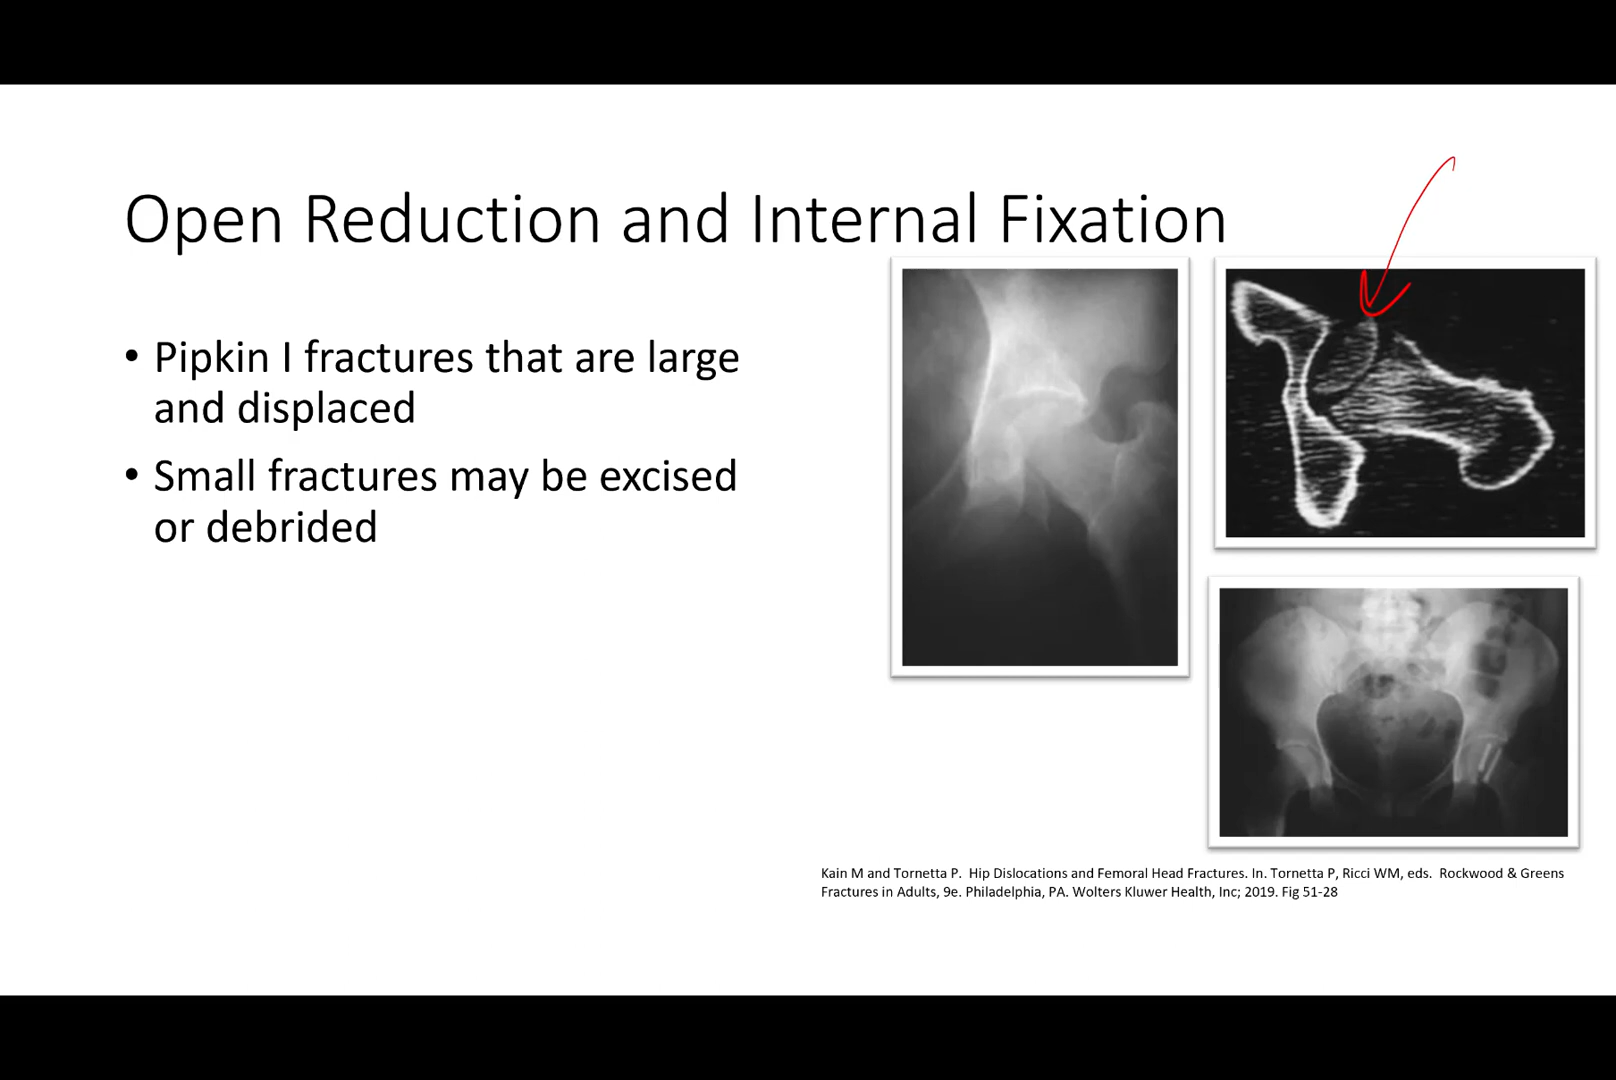 Open Reduction and Internal Fixation
• Pipkin I fractures that are large
and displaced
• Small fractures may be excised
or debrided
Kain M and Tornetta P.  Hip Dislocations and Femoral Head Fractures. In. Tornetta P, Ricci WM, eds.  Rockwood & Greens
Fractures in Adults, 9e. Philadelphia, PA. Wolters Kluwer Health, Inc; 2019. Fig 51-28